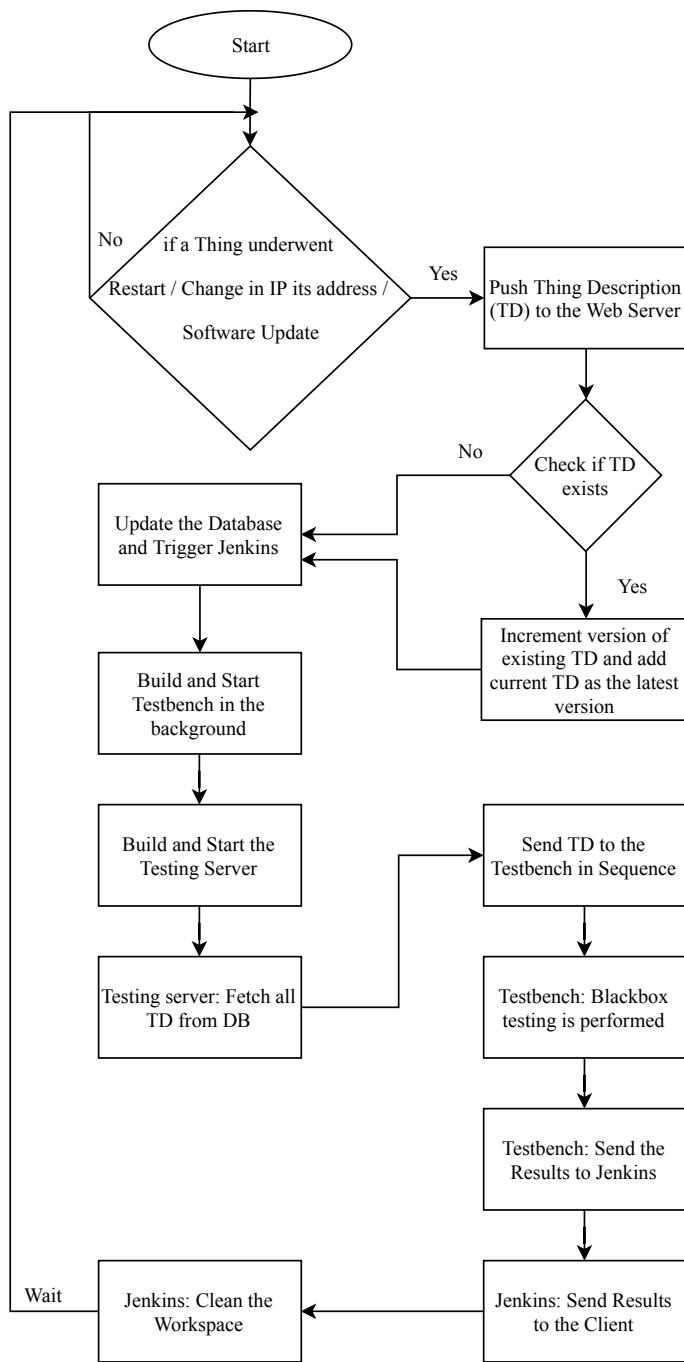 Start
No
if a Thing underwent
Restart / Change in IP its address /
Software Update
Yes
Push Thing Description
(TD) to the Web Server
No
Check if TD
exists
Update the Database
and Trigger Jenkins
Yes
Increment version of
existing TD and add
current TD as the latest
version
Build and Start
Testbench in the
background
Build and Start the
Testing Server
Send TD to the
Testbench in Sequence
Testing server: Fetch all
TD from DB
Testbench: Blackbox
testing is performed
Testbench: Send the
Results to Jenkins
Wait
Jenkins: Clean the
Workspace
Jenkins: Send Results
to the Client